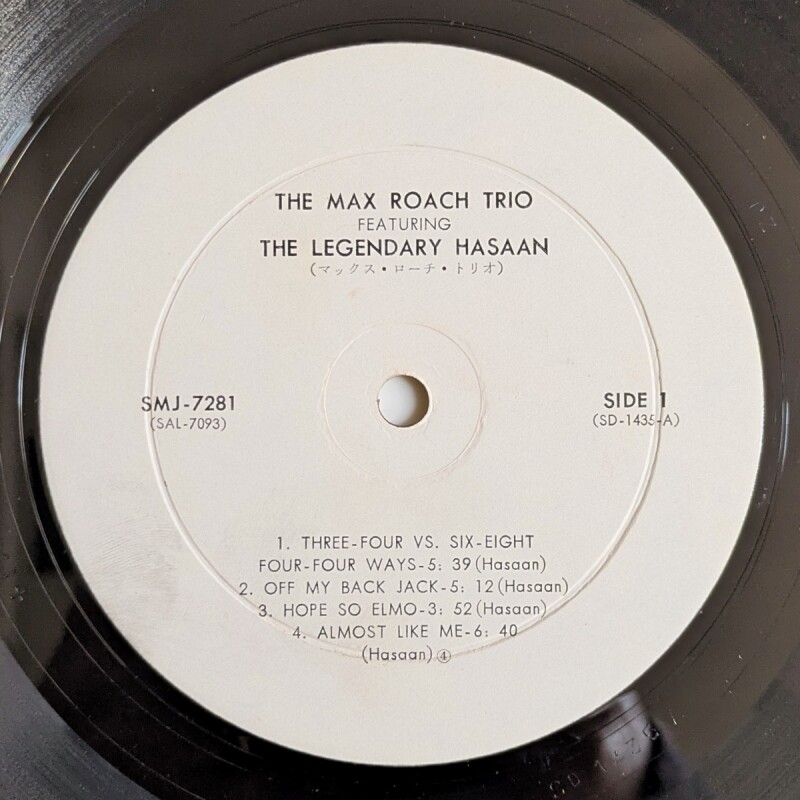 THE MAX ROACH TRIO
FEATURING
THE LEGENDARY HASAAN
(マックス・ローチ・トリオ)
SMJ-7281
(SAL-7093)
SIDE 1
(SD-1435-A)
1. THREE-FOUR VS. SIX-EIGHT
FOUR-FOUR WAYS-5: 39 (Hasaan)
2. OFF MY BACK JACK-5: 12 (Hasaan)
3. HOPE SO ELMO-3: 52 (Hasaan)
4. ALMOST LIKE ME-6: 40
(Hasaan) ④